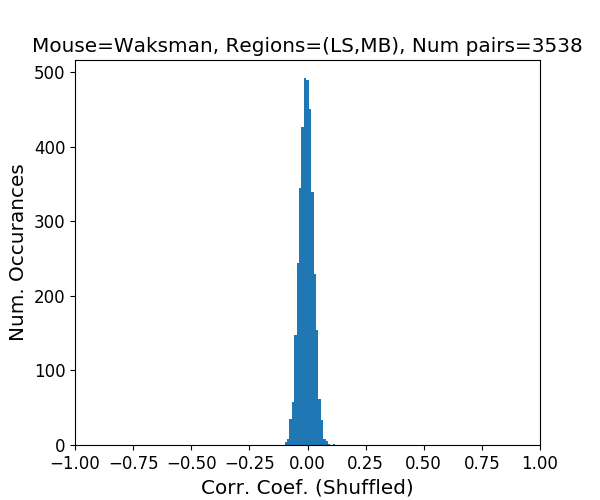 Mouse=Waksman, Regions=(LS,MB), Num pairs=3538
500
400
300
200
100
0
Num. Occurances
−1.00 −0.75 −0.50 −0.25 0.00 0.25 0.50 0.75 1.00
Corr. Coef. (Shuffled)